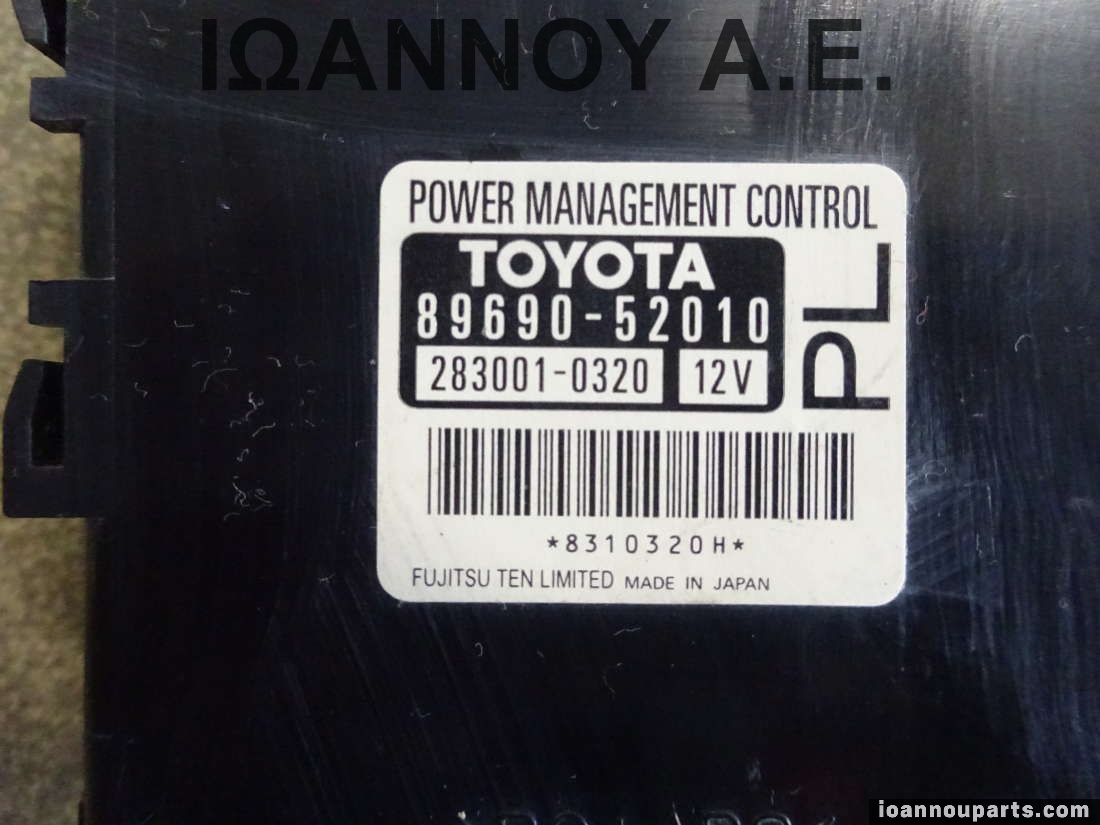 ΙΩΑΝΝΟΥ Α.Ε.
POWER MANAGEMENT CONTROL
TOYOTA
89690-52010
283001-0320 12V
PL
*8310320H*
FUJITSU TEN LIMITED MADE IN JAPAN
ioannouparts.com